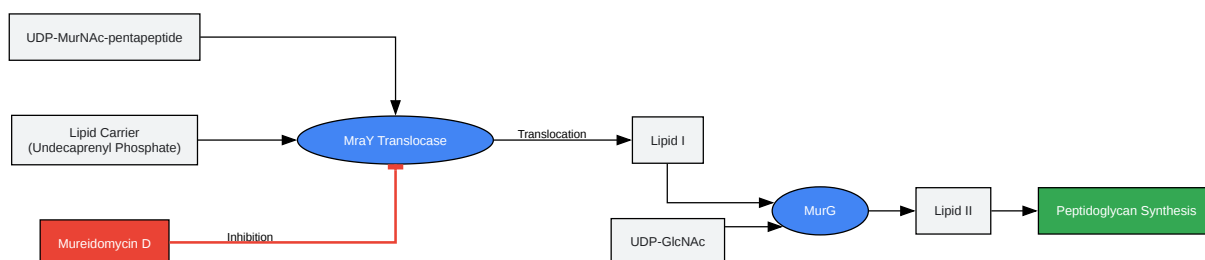 UDP-MurNAc-pentapeptide
Lipid Carrier
(Undecaprenyl Phosphate)
MraY Translocase
Translocation
Lipid I
Mureidomycin D
Inhibition
UDP-GlcNAc
MurG
Lipid II
Peptidoglycan Synthesis